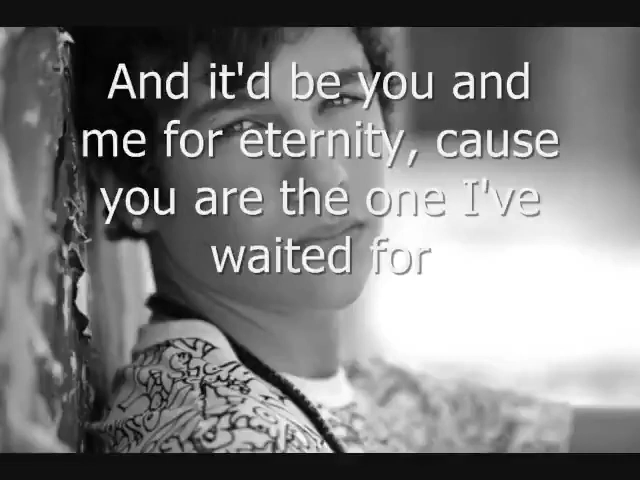 And it'd be you and
me for eternity, cause
you are the one I've
waited for